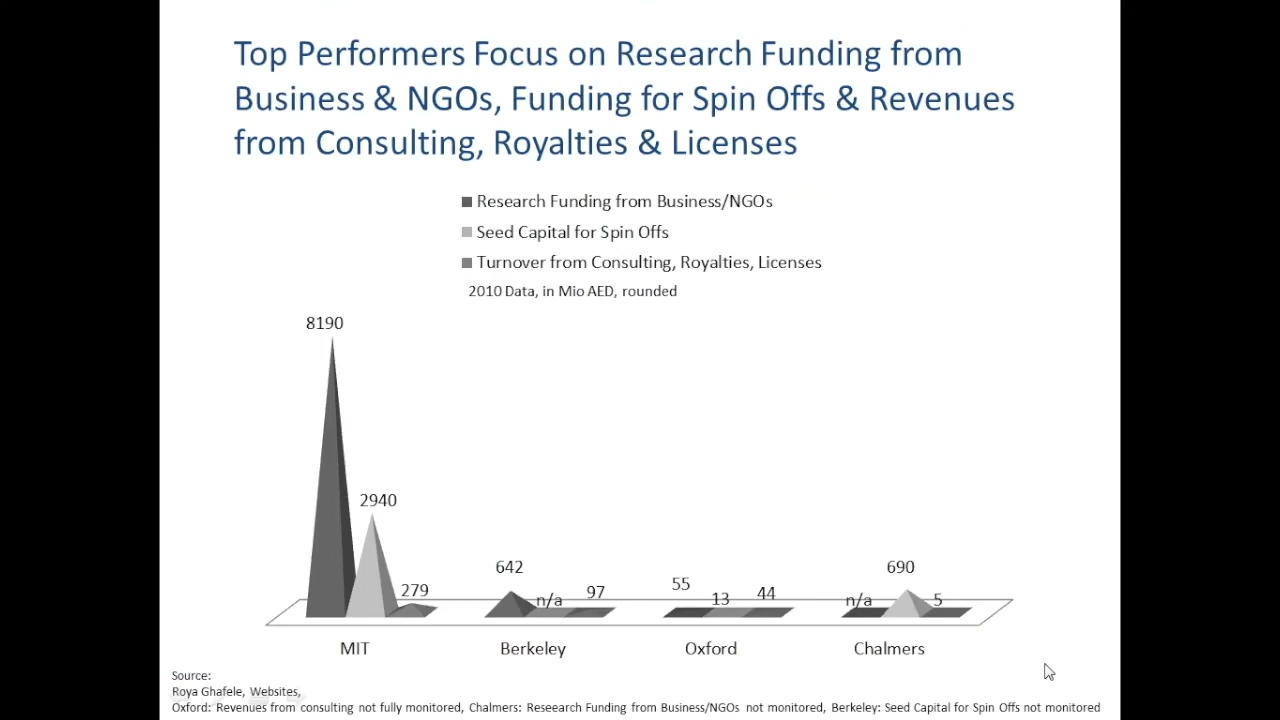 Top Performers Focus on Research Funding from
Business & NGOs, Funding for Spin Offs & Revenues
from Consulting, Royalties & Licenses
Research Funding from Business/NGOs
Seed Capital for Spin Offs
Turnover from Consulting, Royalties, Licenses
2010 Data, in Mio AED, rounded
8190
2940
279
642
n/a
97
55
13
44
n/a
690
5
MIT
Berkeley
Oxford
Chalmers
Source:
Roya Ghafele, Websites,
Oxford: Revenues from consulting not fully monitored, Chalmers: Reseearch Funding from Business/NGOs not monitored, Berkeley: Seed Capital for Spin Offs not monitored